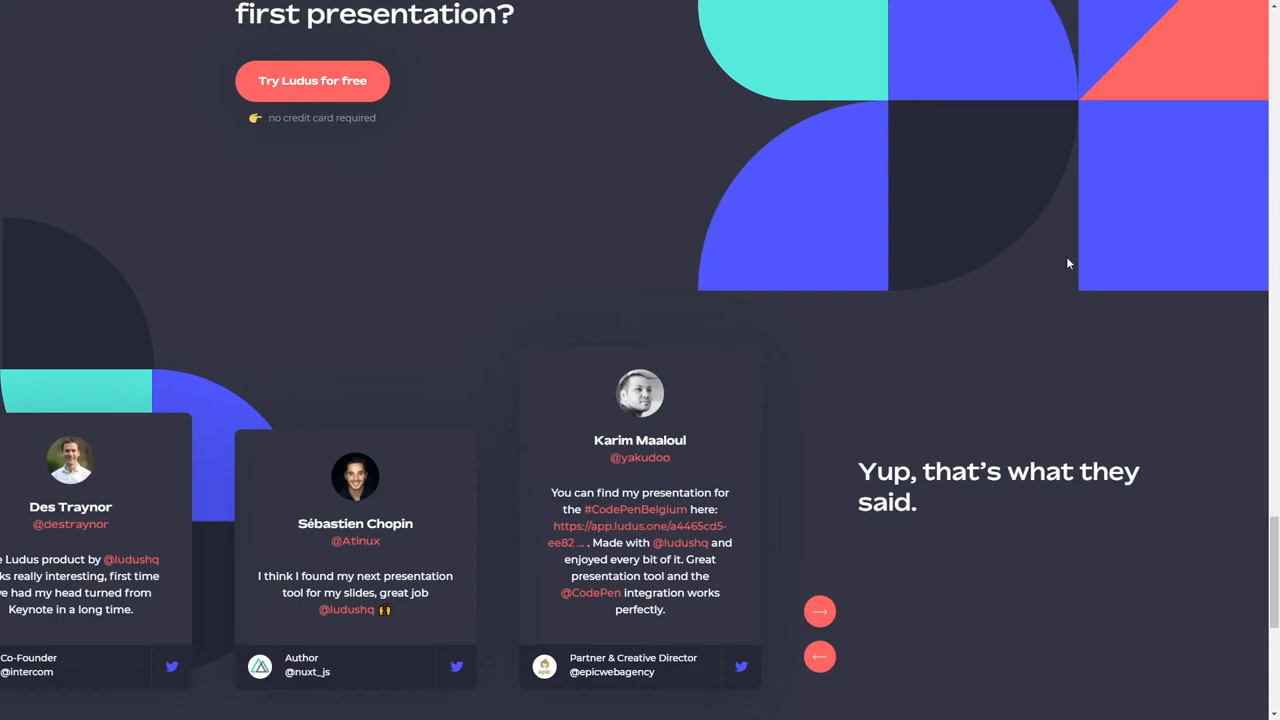 first presentation?
Try Ludus for free
no credit card required
Des Traynor
@destraynor
Ludus product by @ludushq
really interesting, first time
had my head turned from
Keynote in a long time.
Co-Founder
@intercom
Sébastien Chopin
@Atinux
I think I found my next presentation
tool for my slides, great job
@ludushq 🙌
Author
@nuxt_js
Karim Maaloul
@yakudoo
You can find my presentation for
the #CodePenBelgium here:
https://app.ludus.one/a4465cd5-
ee82 ... . Made with @ludushq and
enjoyed every bit of it. Great
presentation tool and the
@CodePen integration works
perfectly.
epic
Partner & Creative Director
@epicwebagency
Yup, that's what they
said.